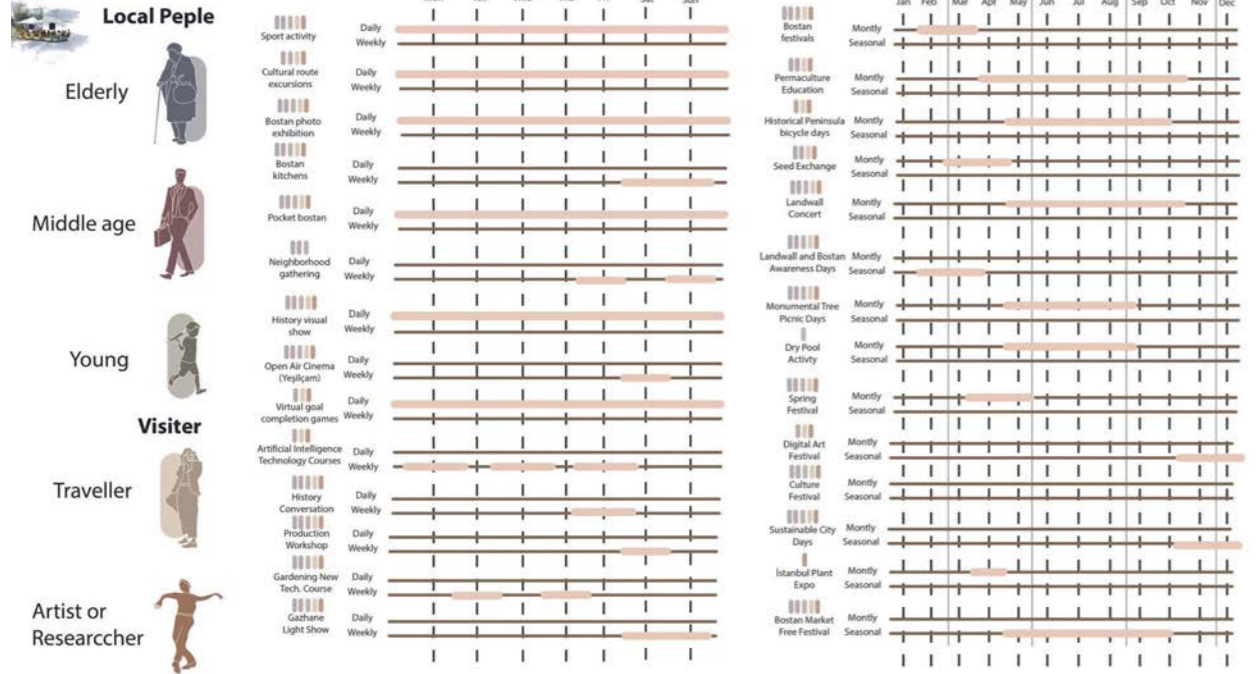 Local Peple
Elderly
Middle age
Young
Visiter
Traveller
Artist or
Researccher
Sport activity
Daily
Weekly
Cultural route
excursions
Daily
Weekly
Bostan photo
exhibition
Daily
Weekly
Bostan
kitchens
Daily
Weekly
Pocket bostan
Daily
Weekly
Neighborhood
gathering
Daily
Weekly
History visual
show
Daily
Weekly
Open Air Cinema
(Yeşilçam)
Daily
Weekly
Virtual goal
completion games
Daily
Weekly
Artificial Intelligence
Technology Courses
Daily
Weekly
History
Conversation
Daily
Weekly
Production
Workshop
Daily
Weekly
Gardening New
Tech. Course
Daily
Weekly
Gazhane
Light Show
Daily
Weekly
Jan Feb Mar Apr May Jun Jul Aug Sep Oct Nov Dec
Bostan
festivals
Montly
Seasonal
Permaculture
Education
Montly
Seasonal
Historical Peninsula
bicycle days
Montly
Seasonal
Seed Exchange
Montly
Seasonal
Landwall
Concert
Montly
Seasonal
Landwall and Bostan
Awareness Days
Montly
Seasonal
Monumental Tree
Picnic Days
Montly
Seasonal
Dry Pool
Activty
Montly
Seasonal
Spring
Festival
Montly
Seasonal
Digital Art
Festival
Montly
Seasonal
Culture
Festival
Montly
Seasonal
Sustainable City
Days
Montly
Seasonal
İstanbul Plant
Expo
Montly
Seasonal
Bostan Market
Free Festival
Montly
Seasonal